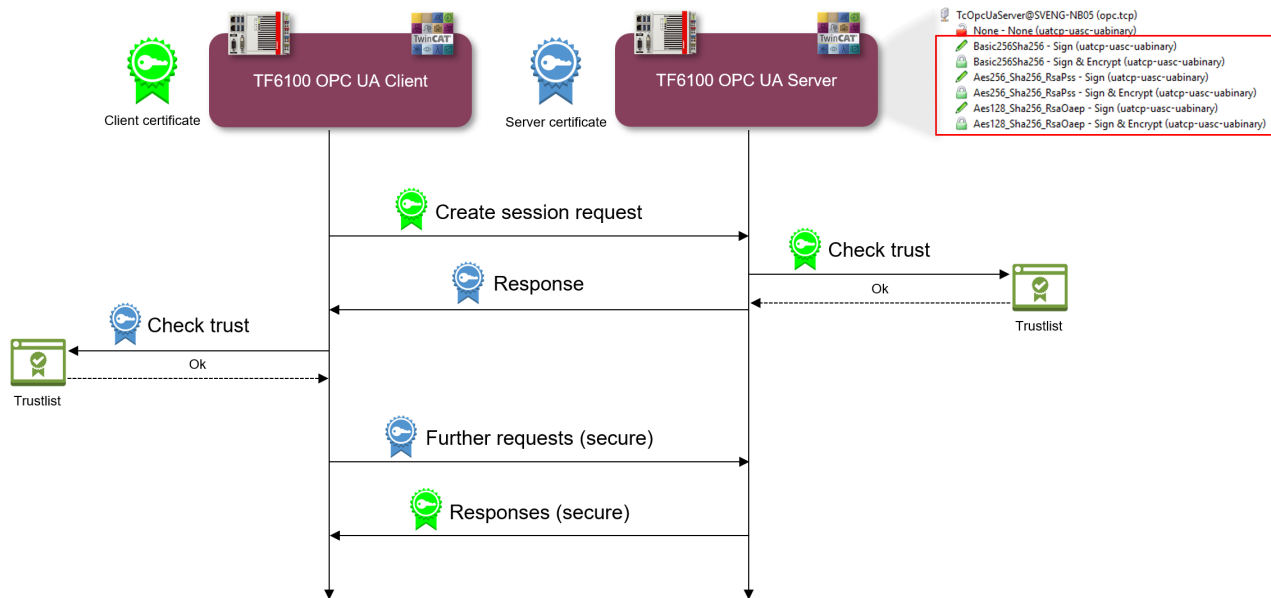 TwinCAT
TwinCAT
TF6100 OPC UA Client
TF6100 OPC UA Server
Client certificate
Server certificate
TcOpcUaServer@SVENG-NB05 (opc.tcp)
None - None (uatcp-uasc-uabinary)
Basic256Sha256 - Sign (uatcp-uasc-uabinary)
Basic256Sha256 - Sign & Encrypt (uatcp-uasc-uabinary)
Aes256_Sha256_RsaPss - Sign (uatcp-uasc-uabinary)
Aes256_Sha256_RsaPss - Sign & Encrypt (uatcp-uasc-uabinary)
Aes128_Sha256_RsaOaep - Sign (uatcp-uasc-uabinary)
Aes128_Sha256_RsaOaep - Sign & Encrypt (uatcp-uasc-uabinary)
Create session request
Check trust
Response
Ok
Trustlist
Check trust
Ok
Trustlist
Further requests (secure)
Responses (secure)